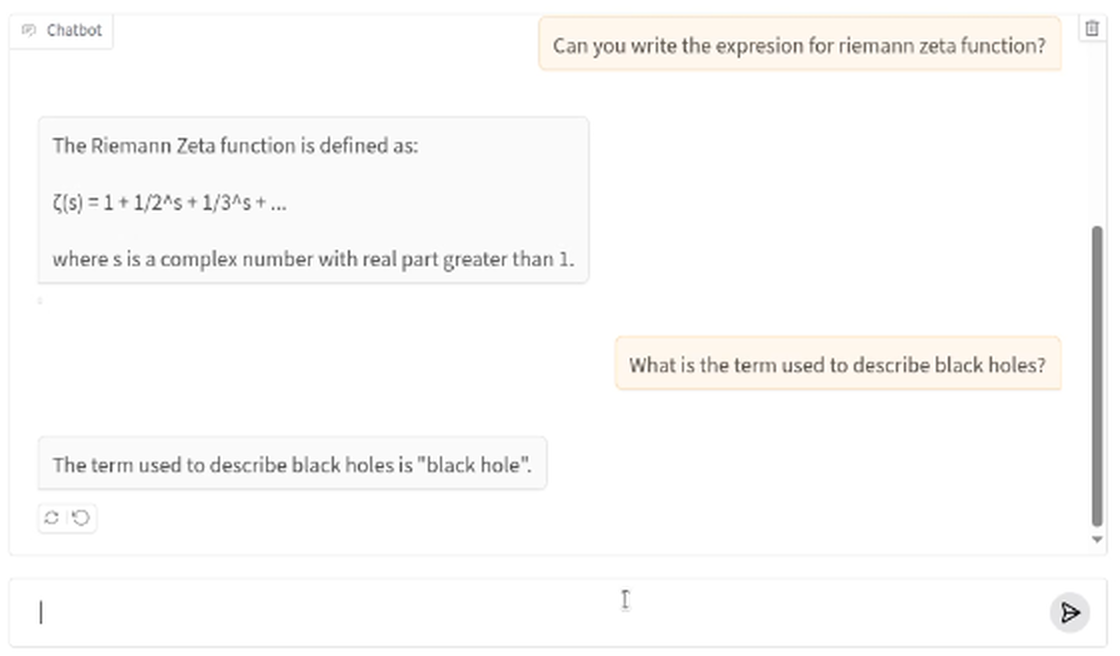 Chatbot
Can you write the expresion for riemann zeta function?
The Riemann Zeta function is defined as:
ζ(s) = 1 + 1/2^s + 1/3^s + ...
where s is a complex number with real part greater than 1.
What is the term used to describe black holes?
The term used to describe black holes is "black hole".